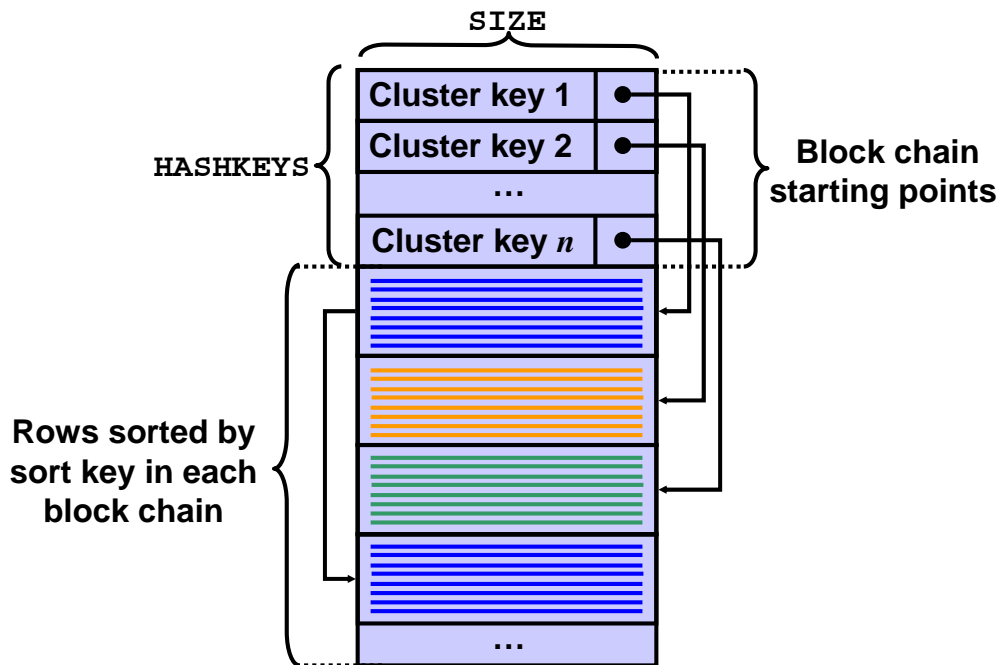 SIZE
Cluster key 1
Cluster key 2
...
Cluster key n
HASHKEYS
Block chain
starting points
Rows sorted by
sort key in each
block chain
...